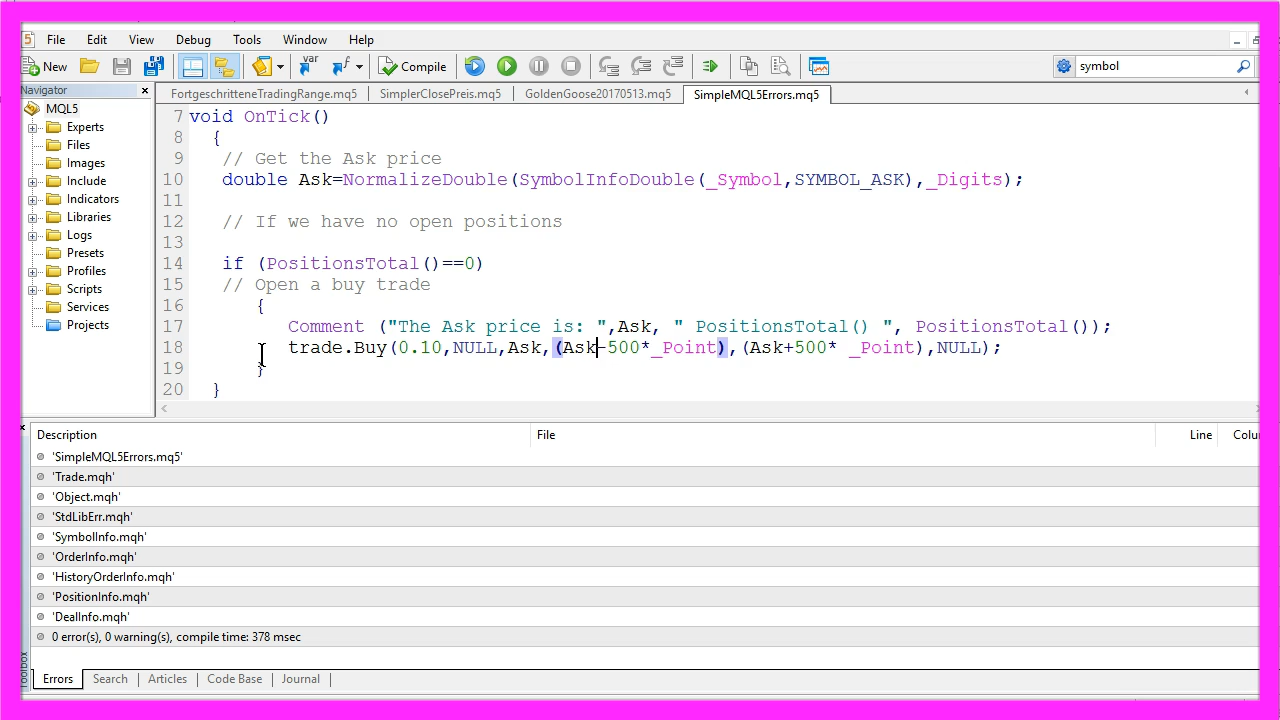 File Edit View Debug Tools Window Help
New Compile symbol
Navigator
FortgeschritteneTradingRange.mq5 SimplerClosePreis.mq5 GoldenGoose20170513.mq5 SimpleMQL5Errors.mq5
MQL5
Experts
Files
Images
Include
Indicators
Libraries
Logs
Presets
Profiles
Scripts
Services
Projects
7 void OnTick()
8 {
9 // Get the Ask price
10 double Ask=NormalizeDouble(SymbolInfoDouble(_Symbol,SYMBOL_ASK),_Digits);
11
12 // If we have no open positions
13
14 if (PositionsTotal()==0)
15 // Open a buy trade
16 {
17 Comment ("The Ask price is: ",Ask, " PositionsTotal() ", PositionsTotal());
18 trade.Buy(0.10,NULL,Ask,(Ask-500*_Point),(Ask+500* _Point),NULL);
19 }
20 }
Description File Line Colu
'SimpleMQL5Errors.mq5'
'Trade.mqh'
'Object.mqh'
'StdLibErr.mqh'
'SymbolInfo.mqh'
'OrderInfo.mqh'
'HistoryOrderInfo.mqh'
'PositionInfo.mqh'
'DealInfo.mqh'
0 error(s), 0 warning(s), compile time: 378 msec
Toolbox
Errors Search Articles Code Base Journal